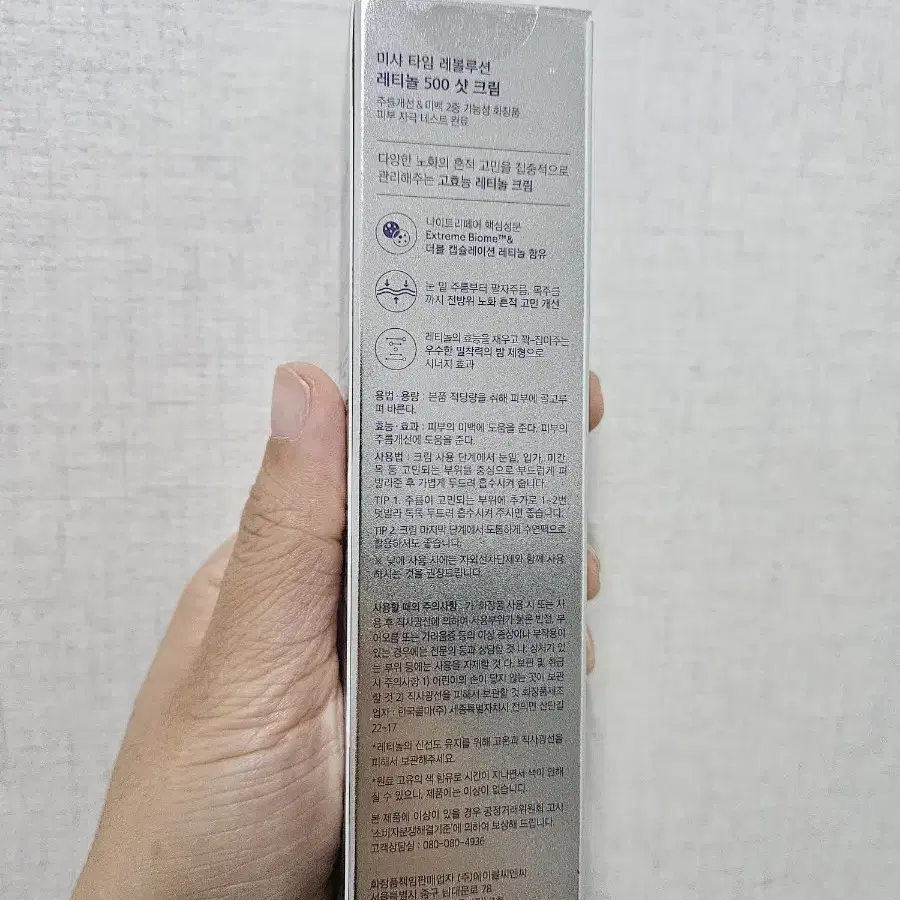 미샤 타임 레볼루션
레티놀 500 샷 크림
주름개선 & 미백 2중 기능성 화장품
피부 자극 테스트 완료
다양한 노화의 흔적 고민을 집중적으로
관리해주는 고효능 레티놀 크림
나이트리페어 핵심성분
Extreme Biome™&
더블 캡슐레이션 레티놀 함유
눈 밑 주름부터 팔자주름, 목주름
까지 전방위 노화 흔적 고민 개선
레티놀의 효능을 채우고 꽉-잡아주는
우수한 밀착력의 밤 제형으로
시너지 효과
용법·용량 : 본품 적당량을 취해 피부에 골고루
펴 바른다.
효능·효과 : 피부의 미백에 도움을 준다. 피부의
주름개선에 도움을 준다.
사용법 : 크림 사용 단계에서 눈밑, 입가, 미간,
목 등 고민되는 부위를 중심으로 부드럽게 펴
발라준 후 가볍게 두드려 흡수시켜 줍니다.
TIP 1. 주름이 고민되는 부위에 추가로 1~2번
덧발라 톡톡 두드려 흡수시켜 주시면 좋습니다.
TIP 2. 크림 마지막 단계에서 도톰하게 수면팩으로
활용하셔도 좋습니다.
※ 낮에 사용 시에는 자외선차단제와 함께 사용
하시는 것을 권장드립니다.
사용할 때의 주의사항 : 가. 화장품 사용 시 또는 사
용 후 직사광선에 의하여 사용부위가 붉은 반점, 부
어오름 또는 가려움증 등의 이상 증상이나 부작용이
있는 경우에는 전문의 등과 상담할 것 나. 상처가 있
는 부위 등에는 사용을 자제할 것 다. 보관 및 취급
시 주의사항 1) 어린이의 손이 닿지 않는 곳에 보관
할 것 2) 직사광선을 피해서 보관할 것 화장품제조
업자 : 한국콜마(주) 세종특별자치시 전의면 산단길
22-17
*레티놀의 신선도 유지를 위해 고온과 직사광선을
피해서 보관해주세요.
*원료 고유의 색 함유로 시간이 지나면서 색이 변해
질 수 있으나, 제품에는 이상이 없습니다.
본 제품에 이상이 있을 경우 공정거래위원회 고시
'소비자분쟁해결기준'에 의하여 보상해 드립니다.
고객상담실 : 080-080-4936
화장품책임판매업자 (주)에이블씨엔씨
서울특별시 중구 퇴계로